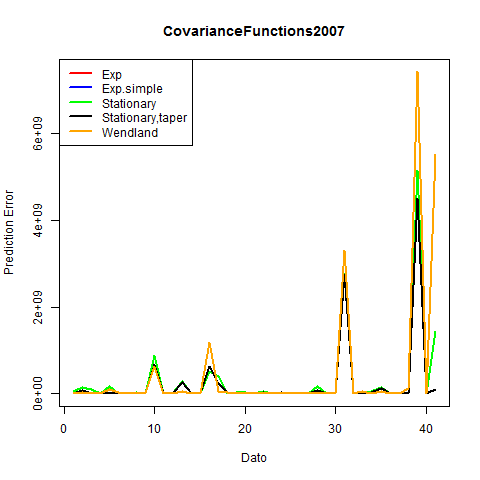 CovarianceFunctions2007
Exp
Exp.simple
Stationary
Stationary,taper
Wendland
Prediction Error
0e+00
2e+09
4e+09
6e+09
0
10
20
30
40
Dato